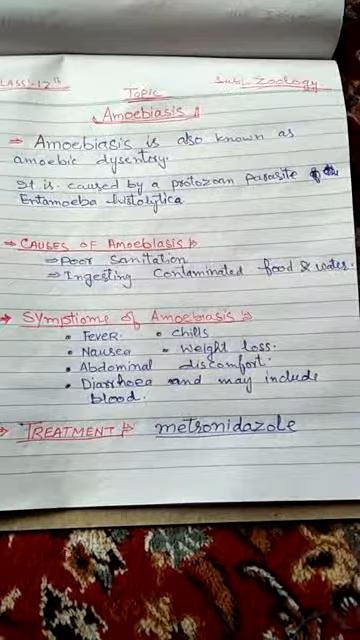 CLASS:- 12th Sub:- Zoology.
Topic
Amoebiasis
⇒ Amoebiasis is also known as
amoebic dysentery.
It is caused by a protozoan parasite
Entamoeba histolytica
→ CAUSES OF AMOEBIASIS
⇒ Poor sanitation
⇒ Ingesting contaminated food & water.
→ Symptiome of Amoebiasis
• Fever. • chills
• Nausea • weight loss.
• Abdominal discomfort.
• Diarrhoea and may include
blood.
→ TREATMENT metronidazole